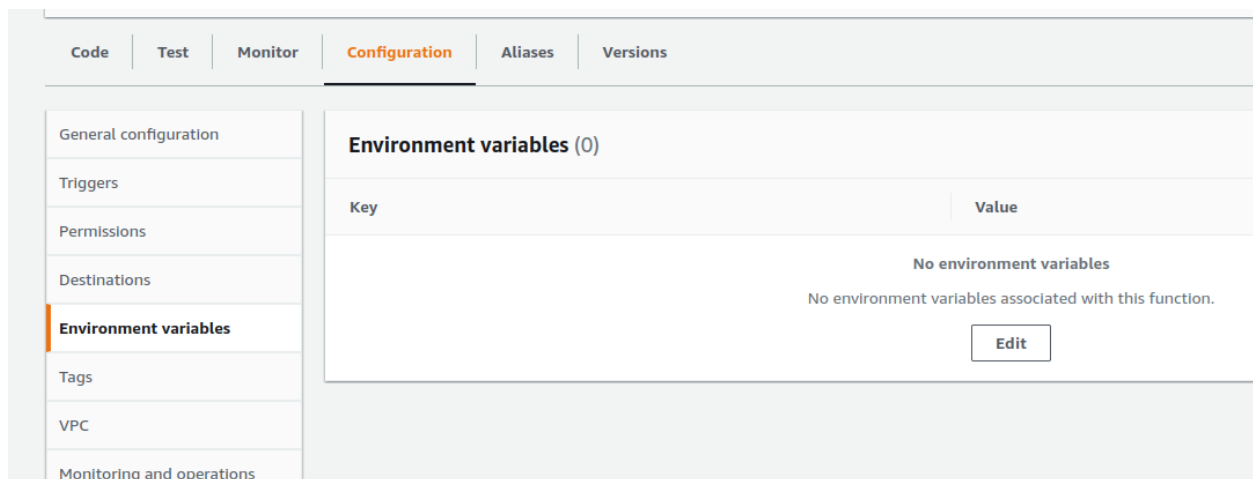 Code Test Monitor Configuration Aliases Versions
General configuration
Triggers
Permissions
Destinations
Environment variables
Tags
VPC
Monitoring and operations
Environment variables (0)
Key Value
No environment variables
No environment variables associated with this function.
Edit